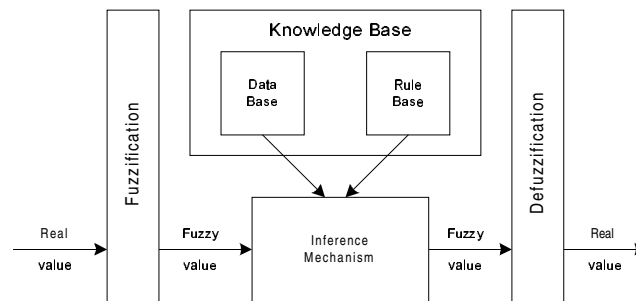 Knowledge Base
Data
Base
Rule
Base
Fuzzification
Defuzzification
Real
value
Fuzzy
value
Inference
Mechanism
Fuzzy
value
Real
value